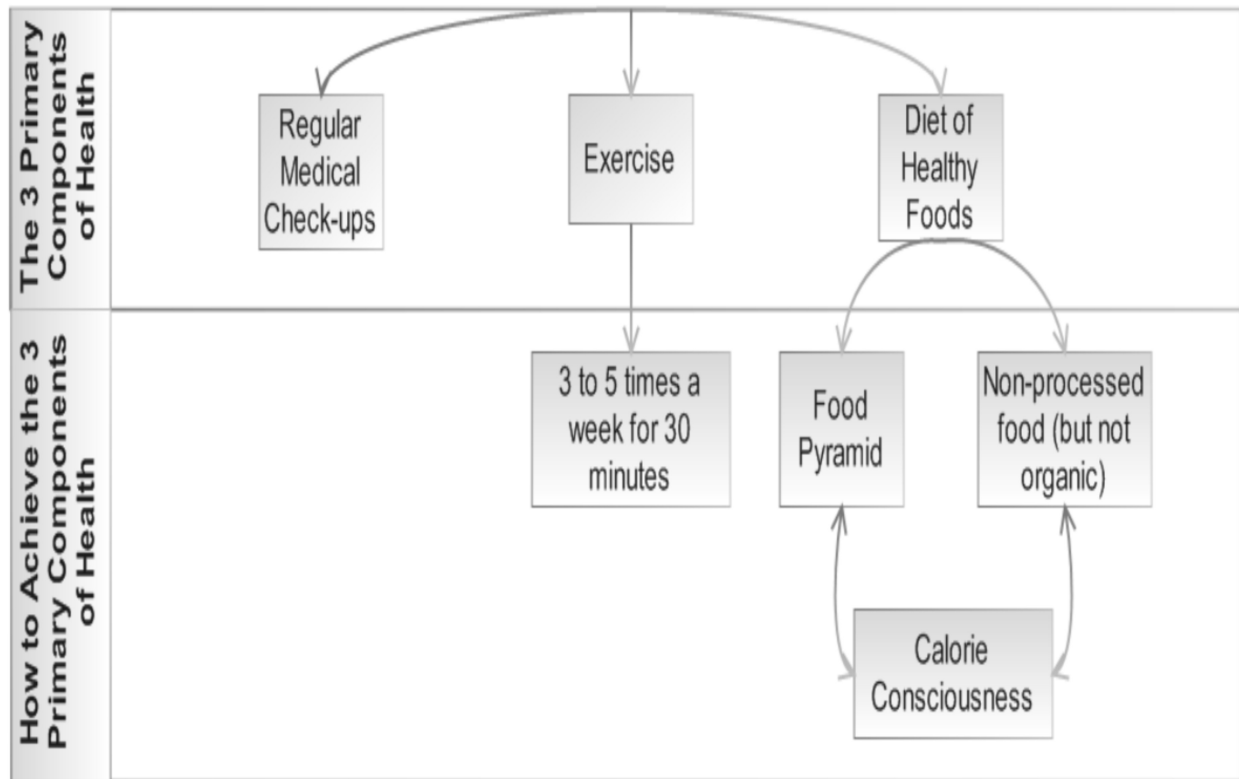 The 3 Primary
Components
of Health
Regular
Medical
Check-ups
Exercise
Diet of
Healthy
Foods
How to Achieve the 3
Primary Components
of Health
3 to 5 times a
week for 30
minutes
Food
Pyramid
Non-processed
food (but not
organic)
Calorie
Consciousness